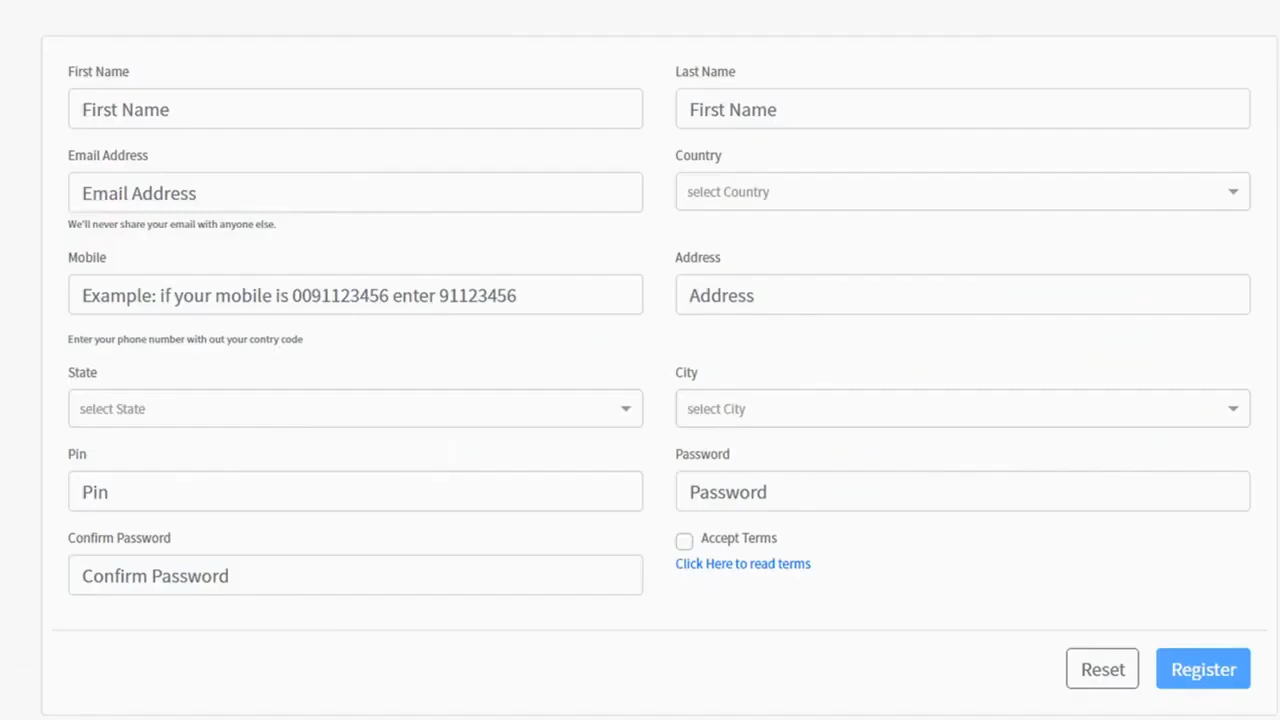 First Name
Last Name
First Name
First Name
Email Address
Country
Email Address
select Country
We'll never share your email with anyone else.
Mobile
Address
Example: if your mobile is 0091123456 enter 91123456
Address
Enter your phone number with out your contry code
State
City
select State
select City
Pin
Password
Pin
Password
Confirm Password
Accept Terms
Click Here to read terms
Confirm Password
Reset
Register